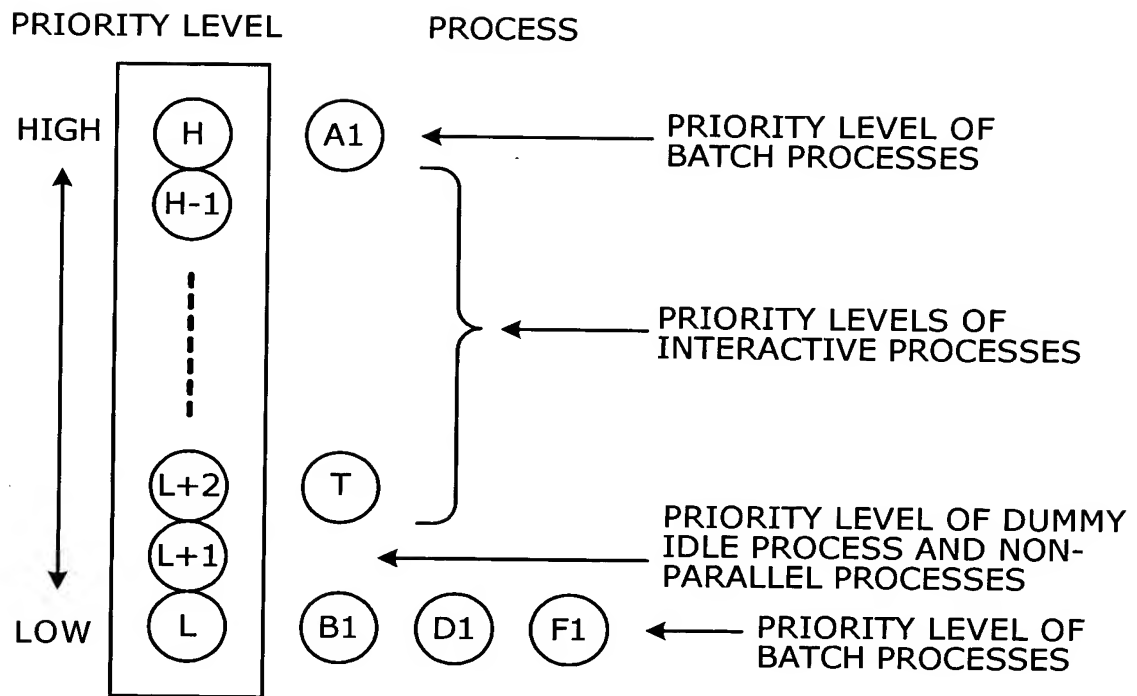 PRIORITY LEVEL
PROCESS
HIGH
H
A1
PRIORITY LEVEL OF
BATCH PROCESSES
H-1
PRIORITY LEVELS OF
INTERACTIVE PROCESSES
L+2
T
PRIORITY LEVEL OF DUMMY
IDLE PROCESS AND NON-
PARALLEL PROCESSES
L+1
LOW
L
B1
D1
F1
PRIORITY LEVEL OF
BATCH PROCESSES